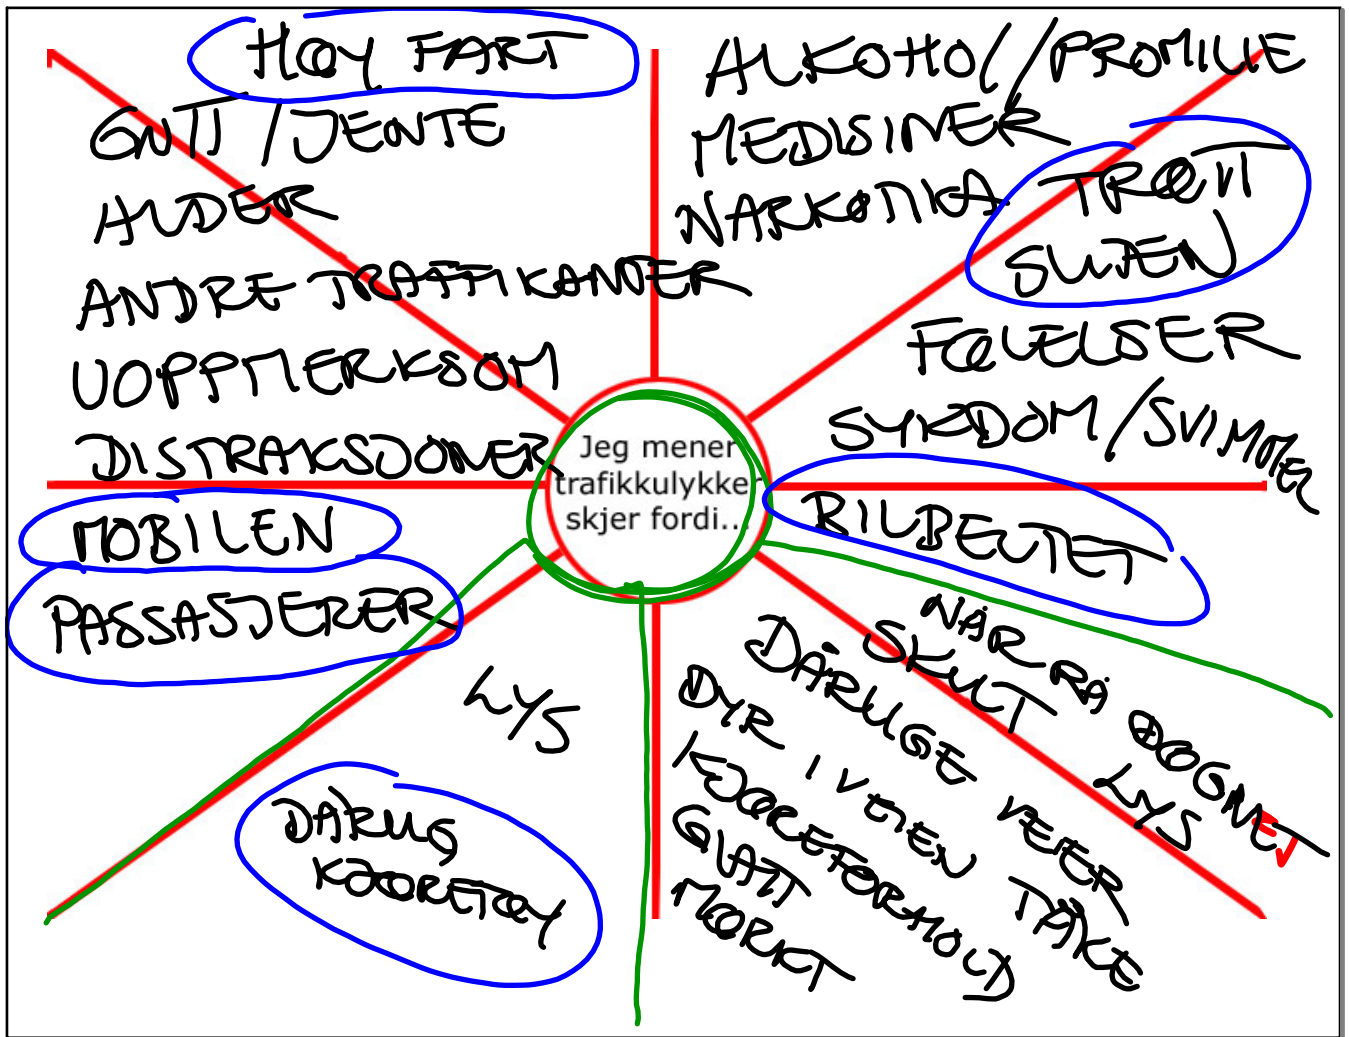 HØY FART
GUTT / JENTE
ALDER
ANDRE TRAFFIKANTER
UOPPMERKSOM
DISTRAKSJONER
MOBILEN
PASSASJERER
ALKOHOL / PROMILLE
MEDISINER
NARKOTIKA
TRØTT
SLITEN
FØLELSER
SYKDOM / SVIMMEL
Jeg mener
trafikkulykker
skjer fordi...
BILBELTET
NÅR PÅ DØGNET
LYS
SKILT
DÅRLIGE VEIER
TÅKE
DYR I VEIEN
KJØREFORHOLD
GLATT
MØRKT
LYS
DÅRLIG
KJØRETØY